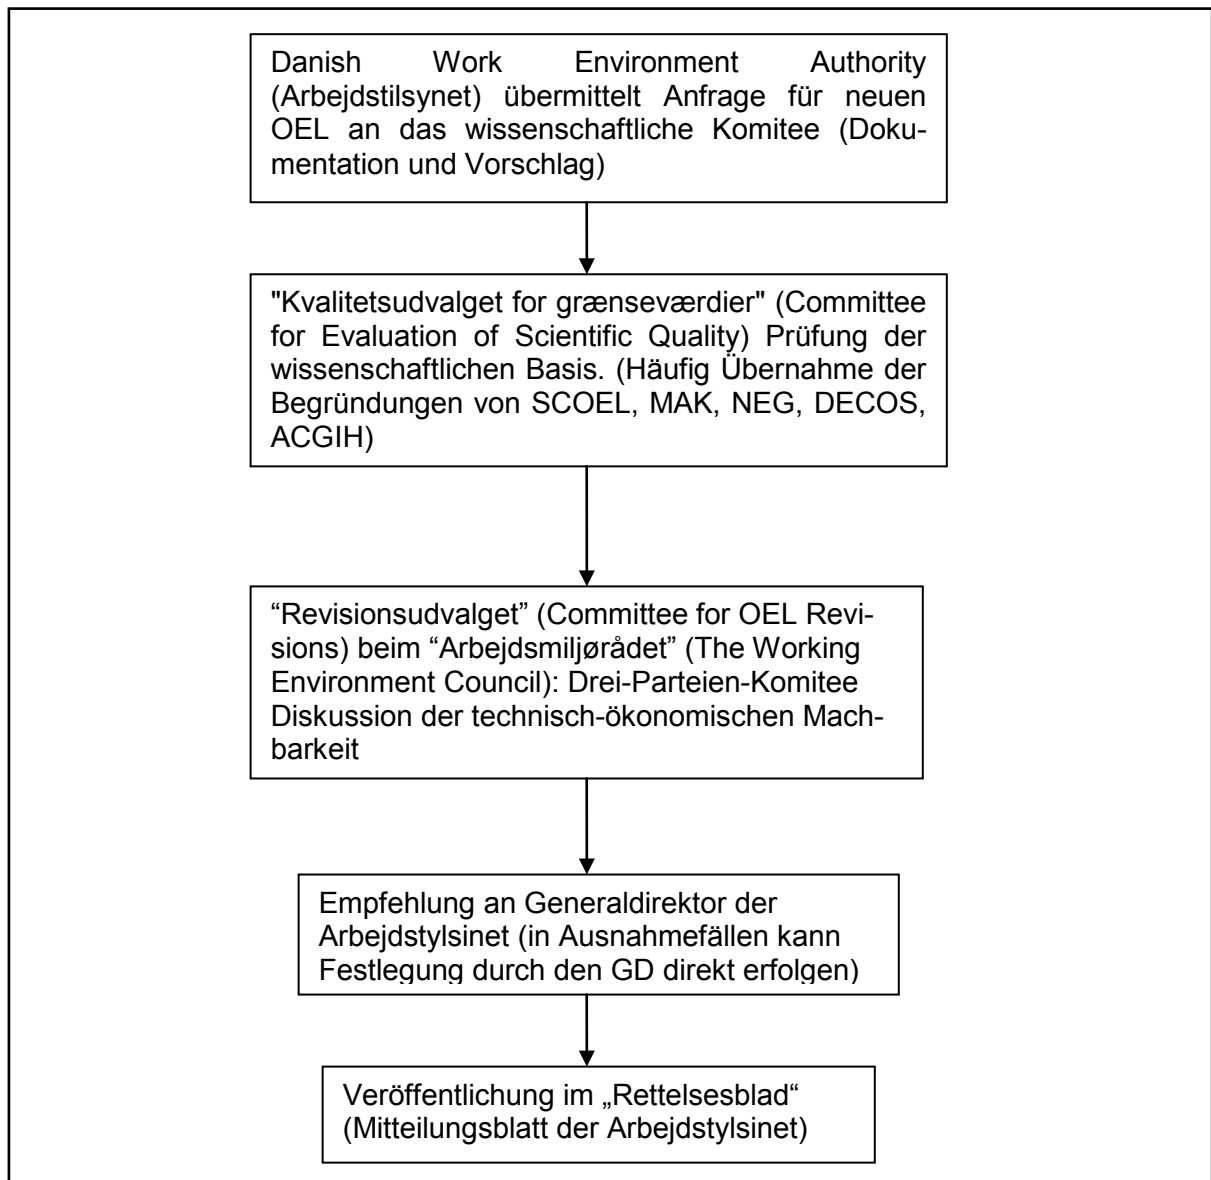 Danish Work Environment Authority
(Arbejdstilsynet) übermittelt Anfrage für neuen
OEL an das wissenschaftliche Komitee (Doku-
mentation und Vorschlag)
"Kvalitetsudvalget for grænseværdier" (Committee
for Evaluation of Scientific Quality) Prüfung der
wissenschaftlichen Basis. (Häufig Übernahme der
Begründungen von SCOEL, MAK, NEG, DECOS,
ACGIH)
“Revisionsudvalget” (Committee for OEL Revi-
sions) beim “Arbejdsmiljørådet” (The Working
Environment Council): Drei-Parteien-Komitee
Diskussion der technisch-ökonomischen Mach-
barkeit
Empfehlung an Generaldirektor der
Arbejdstylsinet (in Ausnahmefällen kann
Festlegung durch den GD direkt erfolgen)
Veröffentlichung im „Rettelsesblad“
(Mitteilungsblatt der Arbejdstylsinet)